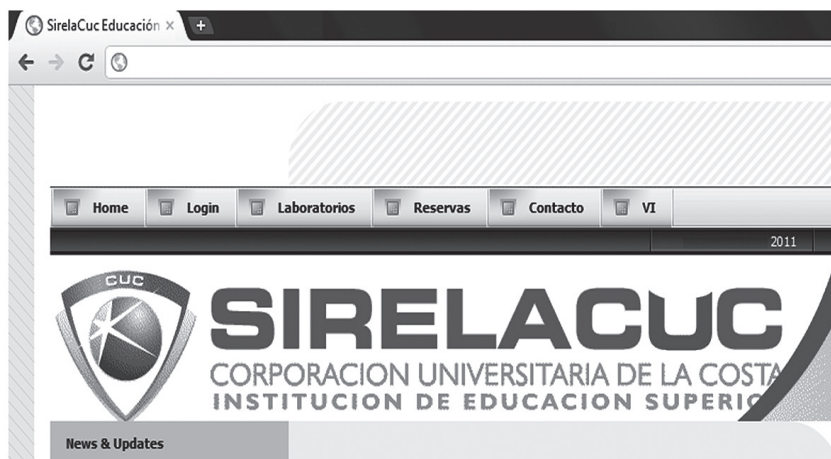 SirelaCuc Educación
Home Login Laboratorios Reservas Contacto VI
2011
CUC
SIRELACUC
CORPORACION UNIVERSITARIA DE LA COSTA
INSTITUCION DE EDUCACION
News & Updates